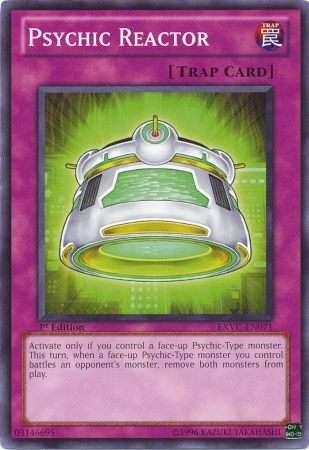 PSYCHIC REACTOR
TRAP
罠
[TRAP CARD]
1st Edition
EXVC-EN071
Activate only if you control a face-up Psychic-Type monster.
This turn, when a face-up Psychic-Type monster you control
battles an opponent's monster, remove both monsters from
play.
03146695
©1996 KAZUKI TAKAHASHI